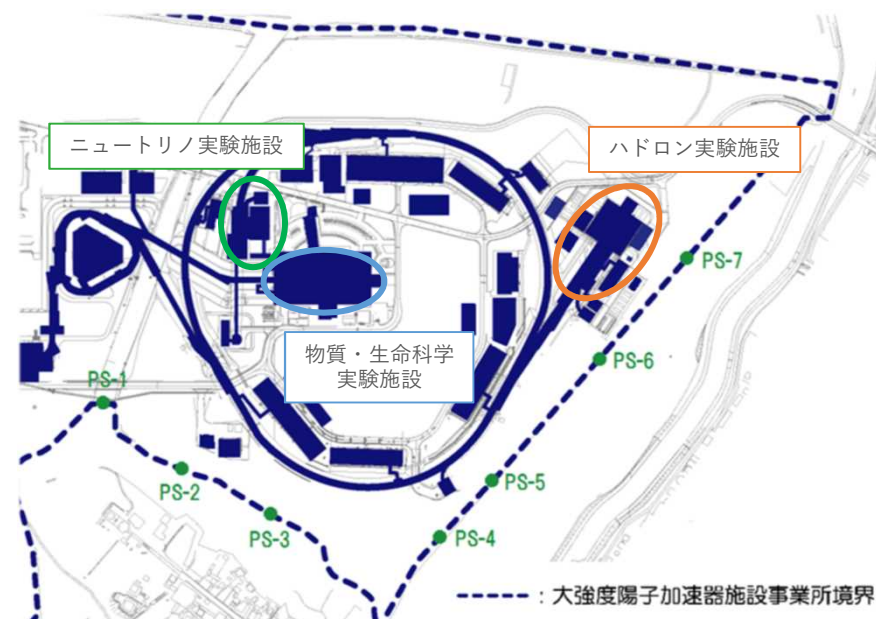 ニュートリノ実験施設
ハドロン実験施設
PS-7
物質・生命科学
実験施設
PS-6
PS-1
PS-2
PS-5
PS-3
PS-4
-----：大強度陽子加速器施設事業所境界